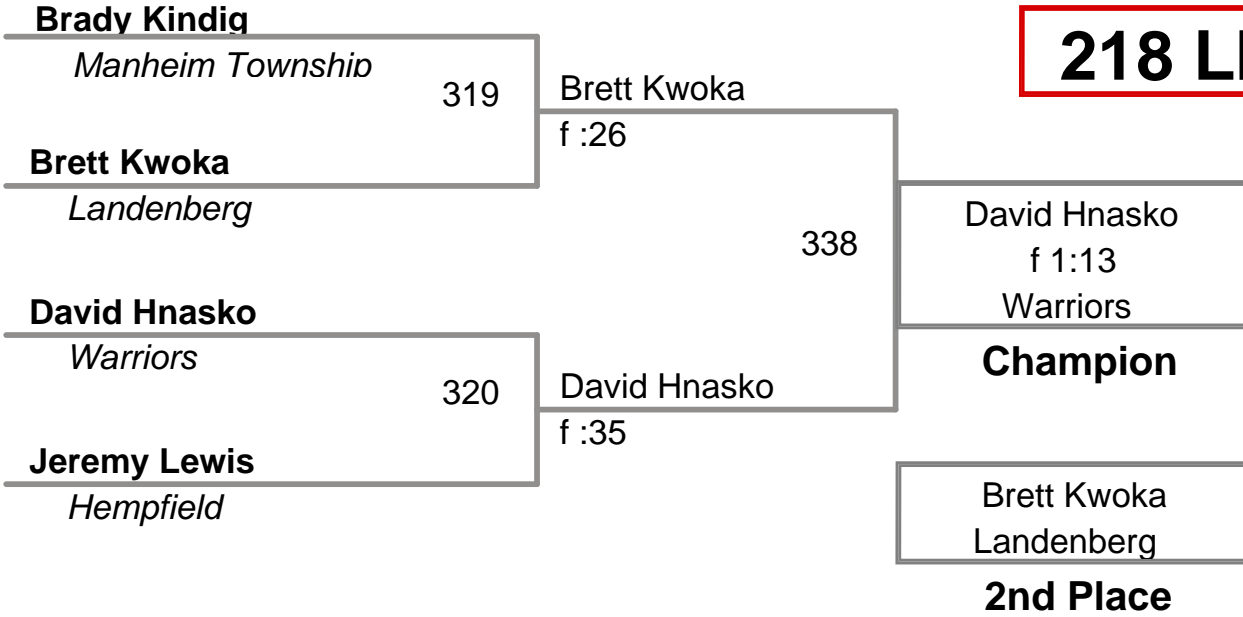 Brady Kindig
Manheim Township
218
319
Brett Kwoka
f :26
Brett Kwoka
Landenberg
338
David Hnasko
f 1:13
Warriors
Champion
David Hnasko
Warriors
320
David Hnasko
f :35
Jeremy Lewis
Hempfield
Brett Kwoka
Landenberg
2nd Place